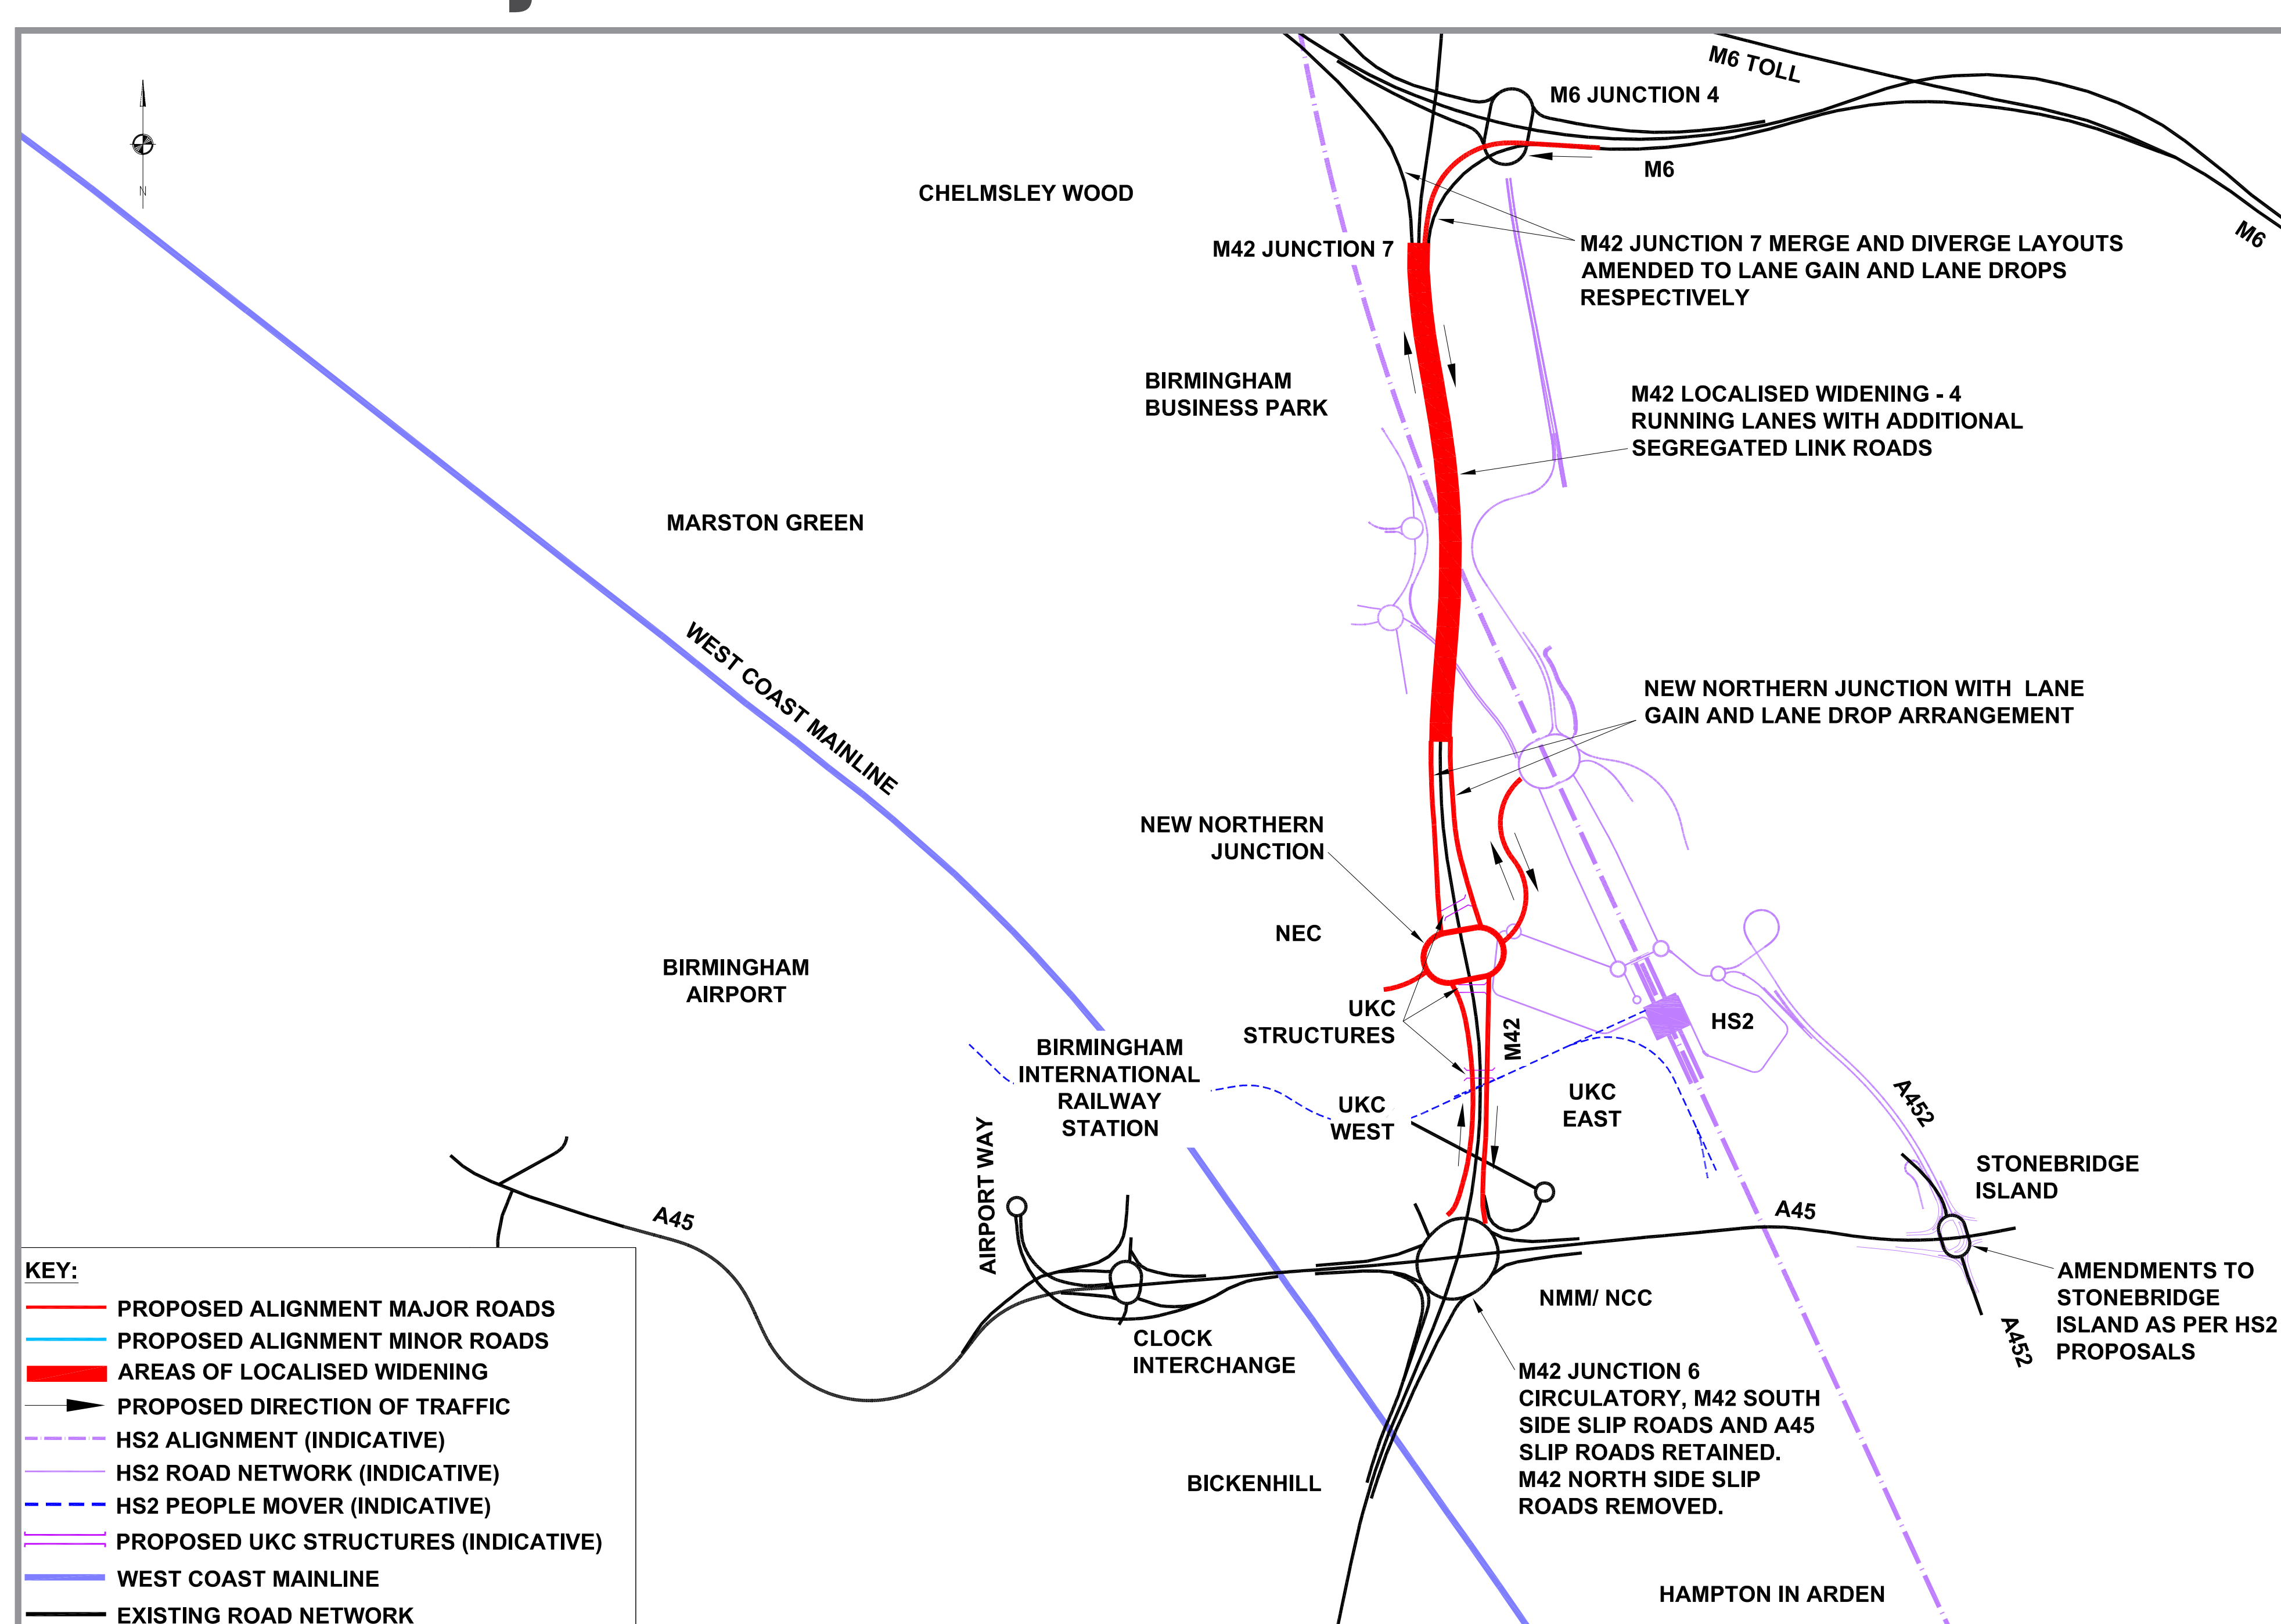 M6 TOLL
M6 JUNCTION 4
M6
M6
CHELMSLEY WOOD
M42 JUNCTION 7
M42 JUNCTION 7 MERGE AND DIVERGE LAYOUTS
AMENDED TO LANE GAIN AND LANE DROPS
RESPECTIVELY
BIRMINGHAM
BUSINESS PARK
M42 LOCALISED WIDENING - 4
RUNNING LANES WITH ADDITIONAL
SEGREGATED LINK ROADS
MARSTON GREEN
WEST COAST MAINLINE
NEW NORTHERN JUNCTION WITH LANE
GAIN AND LANE DROP ARRANGEMENT
NEW NORTHERN
JUNCTION
NEC
BIRMINGHAM
AIRPORT
UKC
STRUCTURES
M42
HS2
BIRMINGHAM
INTERNATIONAL
RAILWAY
STATION
UKC
WEST
UKC
EAST
A452
STONEBRIDGE
ISLAND
AIRPORT WAY
A45
A45
N
AMENDMENTS TO
STONEBRIDGE
ISLAND AS PER HS2
PROPOSALS
A452
NMM/ NCC
CLOCK
INTERCHANGE
M42 JUNCTION 6
CIRCULATORY, M42 SOUTH
SIDE SLIP ROADS AND A45
SLIP ROADS RETAINED.
M42 NORTH SIDE SLIP
ROADS REMOVED.
BICKENHILL
HAMPTON IN ARDEN
KEY:
PROPOSED ALIGNMENT MAJOR ROADS
PROPOSED ALIGNMENT MINOR ROADS
AREAS OF LOCALISED WIDENING
PROPOSED DIRECTION OF TRAFFIC
HS2 ALIGNMENT (INDICATIVE)
HS2 ROAD NETWORK (INDICATIVE)
HS2 PEOPLE MOVER (INDICATIVE)
PROPOSED UKC STRUCTURES (INDICATIVE)
WEST COAST MAINLINE
EXISTING ROAD NETWORK